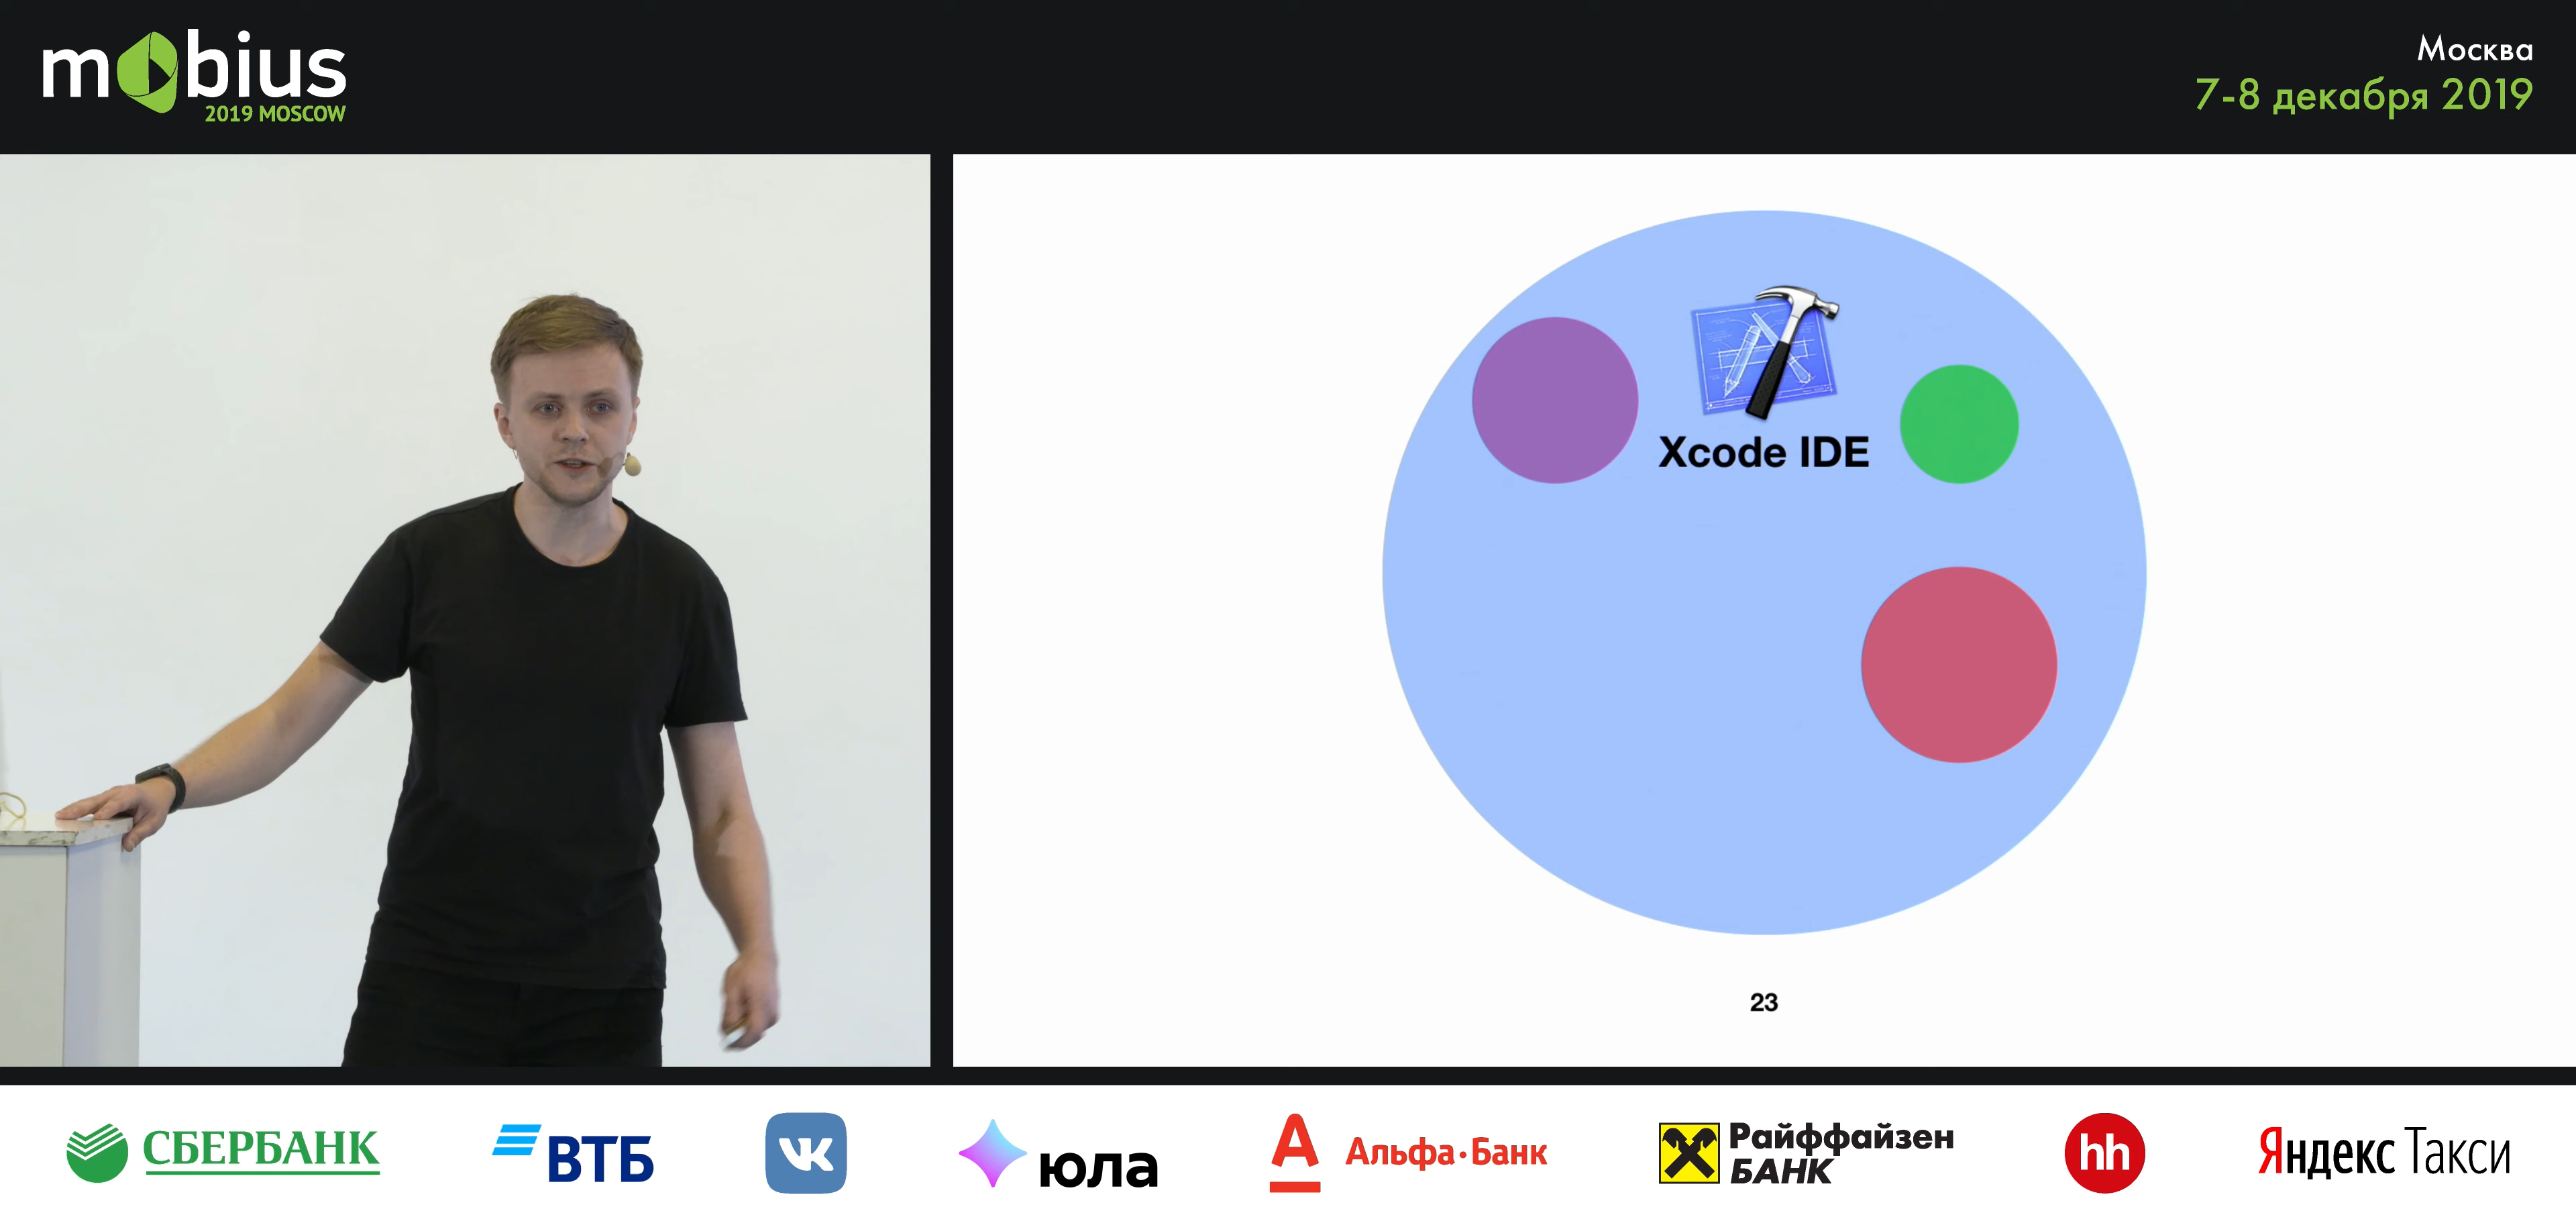 mobius
2019 MOSCOW
Москва
7-8 декабря 2019
Xcode IDE
23
СБЕРБАНК
ВТБ
VK
юла
Альфа·Банк
Райффайзен
БАНК
hh
Яндекс Такси